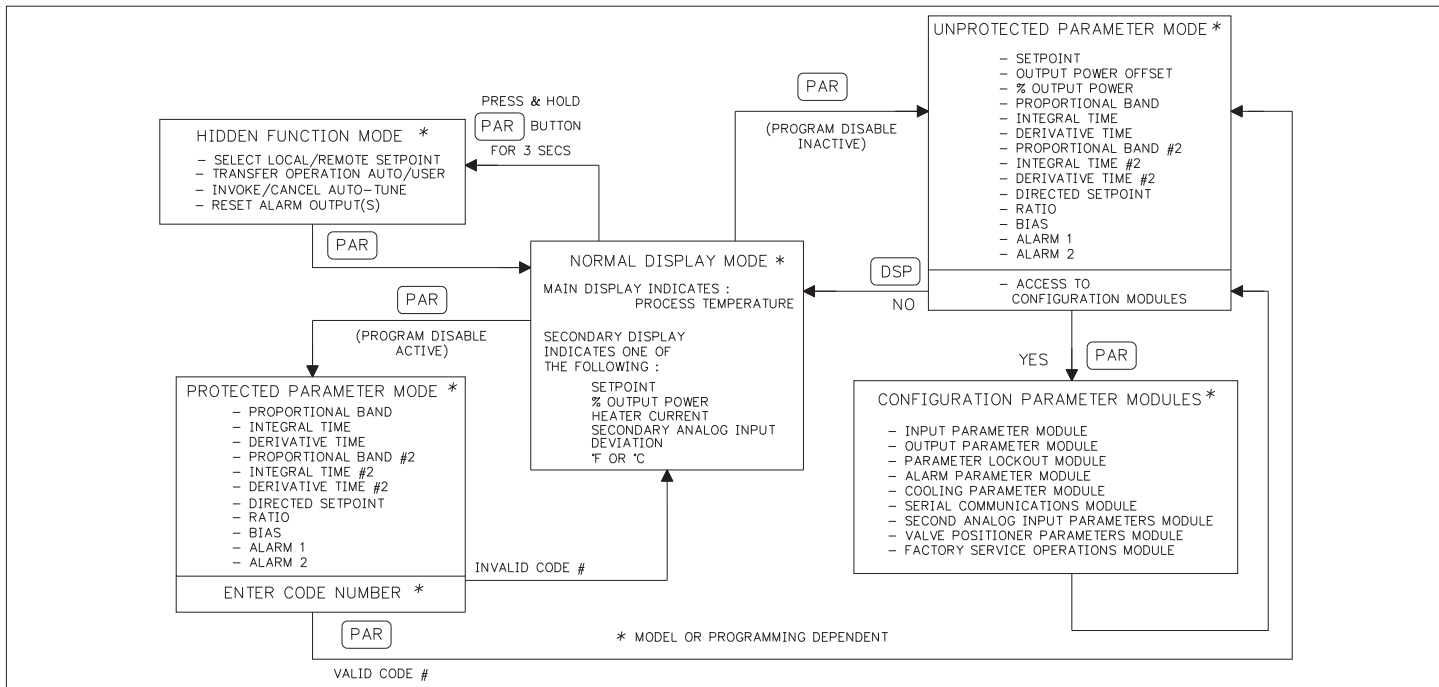 PRESS & HOLD
PAR BUTTON
FOR 3 SECS
HIDDEN FUNCTION MODE *
– SELECT LOCAL/REMOTE SETPOINT
– TRANSFER OPERATION AUTO/USER
– INVOKE/CANCEL AUTO-TUNE
– RESET ALARM OUTPUT(S)
PAR
PAR
(PROGRAM DISABLE
ACTIVE)
PROTECTED PARAMETER MODE *
– PROPORTIONAL BAND
– INTEGRAL TIME
– DERIVATIVE TIME
– PROPORTIONAL BAND #2
– INTEGRAL TIME #2
– DERIVATIVE TIME #2
– DIRECTED SETPOINT
– RATIO
– BIAS
– ALARM 1
– ALARM 2
ENTER CODE NUMBER *
PAR
VALID CODE #
INVALID CODE #
NORMAL DISPLAY MODE *
MAIN DISPLAY INDICATES :
PROCESS TEMPERATURE
SECONDARY DISPLAY
INDICATES ONE OF
THE FOLLOWING :
SETPOINT
% OUTPUT POWER
HEATER CURRENT
SECONDARY ANALOG INPUT
DEVIATION
°F OR °C
PAR
(PROGRAM DISABLE
INACTIVE)
UNPROTECTED PARAMETER MODE *
– SETPOINT
– OUTPUT POWER OFFSET
– % OUTPUT POWER
– PROPORTIONAL BAND
– INTEGRAL TIME
– DERIVATIVE TIME
– PROPORTIONAL BAND #2
– INTEGRAL TIME #2
– DERIVATIVE TIME #2
– DIRECTED SETPOINT
– RATIO
– BIAS
– ALARM 1
– ALARM 2
– ACCESS TO
CONFIGURATION MODULES
DSP
NO
YES
PAR
CONFIGURATION PARAMETER MODULES *
– INPUT PARAMETER MODULE
– OUTPUT PARAMETER MODULE
– PARAMETER LOCKOUT MODULE
– ALARM PARAMETER MODULE
– COOLING PARAMETER MODULE
– SERIAL COMMUNICATIONS MODULE
– SECOND ANALOG INPUT PARAMETERS MODULE
– VALVE POSITIONER PARAMETERS MODULE
– FACTORY SERVICE OPERATIONS MODULE
* MODEL OR PROGRAMMING DEPENDENT